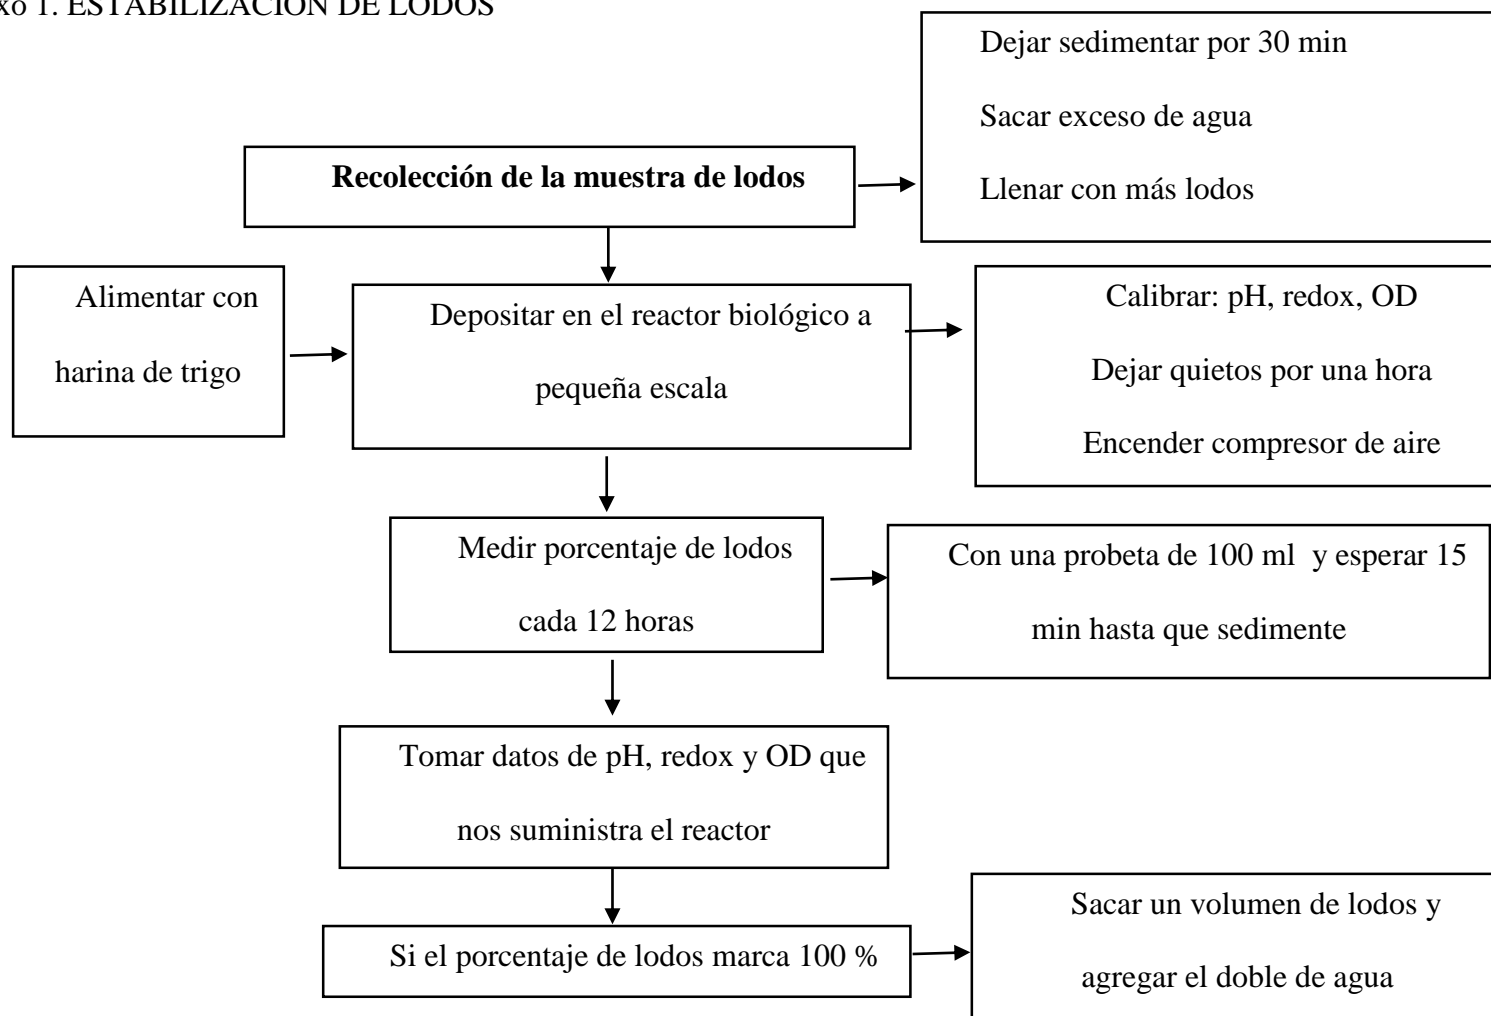 xo 1. ESTABILIZACIÓN DE LODOS
Dejar sedimentar por 30 min
Sacar exceso de agua
Llenar con más lodos
Recolección de la muestra de lodos
Alimentar con
harina de trigo
Depositar en el reactor biológico a
pequeña escala
Calibrar: pH, redox, OD
Dejar quietos por una hora
Encender compresor de aire
Medir porcentaje de lodos
cada 12 horas
Con una probeta de 100 ml  y esperar 15
min hasta que sedimente
Tomar datos de pH, redox y OD que
nos suministra el reactor
Si el porcentaje de lodos marca 100 %
Sacar un volumen de lodos y
agregar el doble de agua